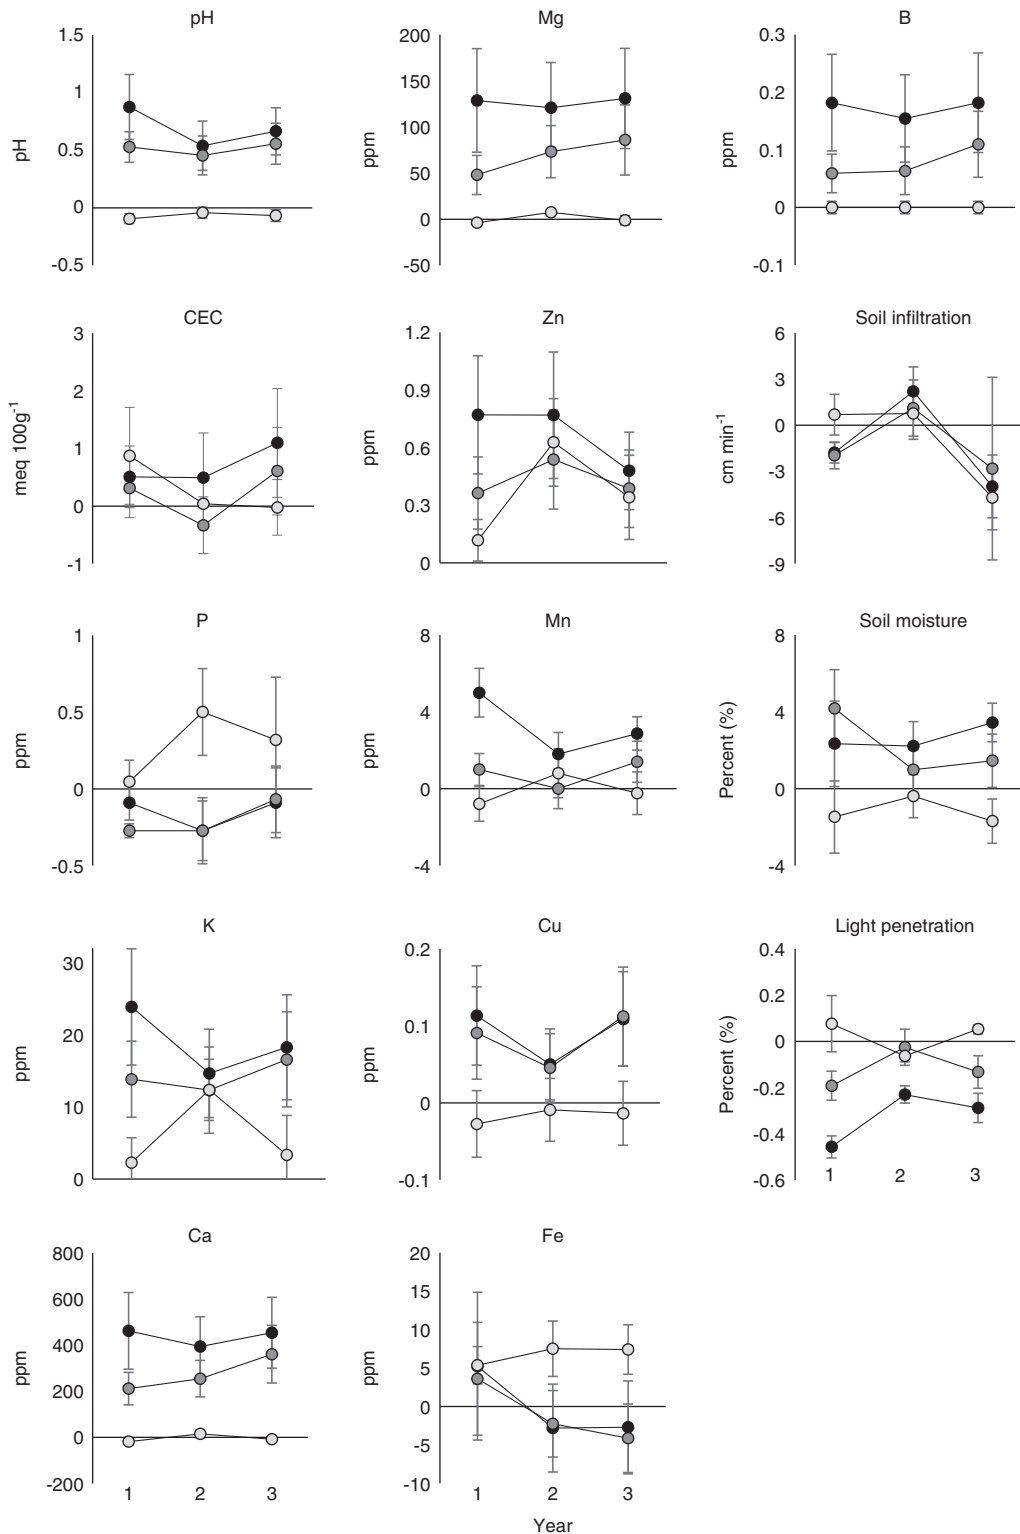 pH
1.5
1
0.5
0
-0.5
pH
Mg
200
150
100
50
0
-50
ppm
B
0.3
0.2
0.1
0
-0.1
ppm
CEC
3
2
1
0
-1
meq 100g-1
Zn
1.2
0.9
0.6
0.3
0
ppm
Soil infiltration
6
3
0
-3
-6
-9
cm min-1
P
1
0.5
0
-0.5
ppm
Mn
8
4
0
-4
ppm
Soil moisture
8
4
0
-4
Percent (%)
K
30
20
10
0
ppm
Cu
0.2
0.1
0
-0.1
ppm
Light penetration
0.4
0.2
0
-0.2
-0.4
-0.6
Percent (%)
1 2 3
Ca
800
600
400
200
0
-200
ppm
1 2 3
Fe
20
15
10
5
0
-5
-10
ppm
1 2 3
Year